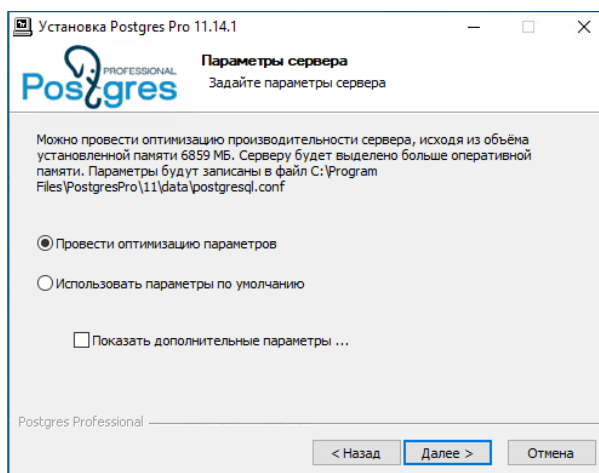 Установка Postgres Pro 11.14.1
PROFESSIONAL
Postgres
Параметры сервера
Задайте параметры сервера
Можно провести оптимизацию производительности сервера, исходя из объёма
установленной памяти 6859 МБ. Серверу будет выделено больше оперативной
памяти. Параметры будут записаны в файл C:\Program
Files\PostgresPro\11\data\postgresql.conf
Провести оптимизацию параметров
Использовать параметры по умолчанию
Показать дополнительные параметры ...
Postgres Professional
< Назад Далее > Отмена